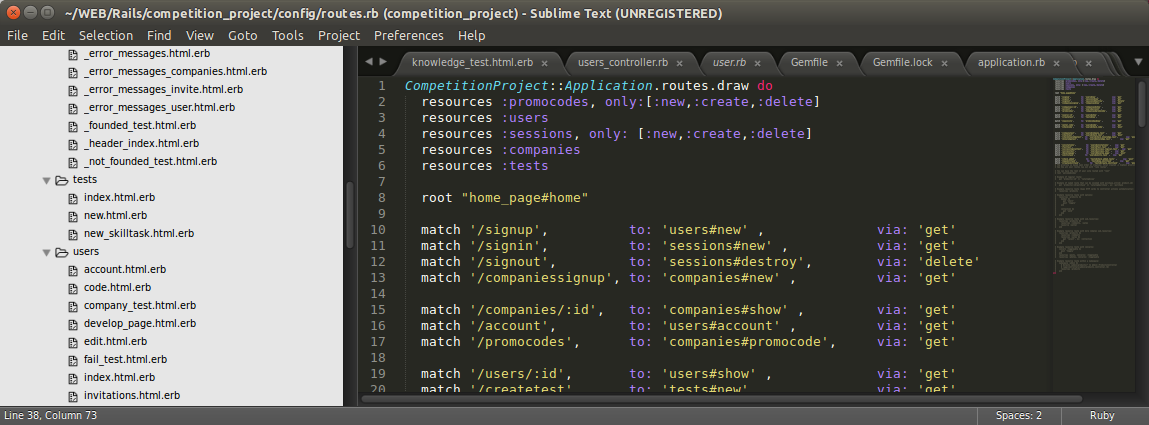 ~/WEB/Rails/competition_project/config/routes.rb (competition_project) - Sublime Text (UNREGISTERED)
File Edit Selection Find View Goto Tools Project Preferences Help
_error_messages.html.erb
_error_messages_companies.html.erb
_error_messages_invite.html.erb
_error_messages_user.html.erb
_founded_test.html.erb
_header_index.html.erb
_not_founded_test.html.erb
tests
index.html.erb
new.html.erb
new_skilltask.html.erb
users
account.html.erb
code.html.erb
company_test.html.erb
develop_page.html.erb
edit.html.erb
fail_test.html.erb
index.html.erb
invitations.html.erb
knowledge_test.html.erb × users_controller.rb × user.rb × Gemfile × Gemfile.lock × application.rb ×
1 CompetitionProject::Application.routes.draw do
2 resources :promocodes, only:[:new,:create,:delete]
3 resources :users
4 resources :sessions, only: [:new,:create,:delete]
5 resources :companies
6 resources :tests
7
8 root "home_page#home"
9
10 match '/signup', to: 'users#new' , via: 'get'
11 match '/signin', to: 'sessions#new' , via: 'get'
12 match '/signout', to: 'sessions#destroy', via: 'delete'
13 match '/companiessignup', to: 'companies#new' , via: 'get'
14
15 match '/companies/:id', to: 'companies#show' , via: 'get'
16 match '/account', to: 'users#account' , via: 'get'
17 match '/promocodes', to: 'companies#promocode', via: 'get'
18
19 match '/users/:id', to: 'users#show' , via: 'get'
20 match '/createtest' to: 'tests#new' via: 'get'
Line 38, Column 73 Spaces: 2 Ruby